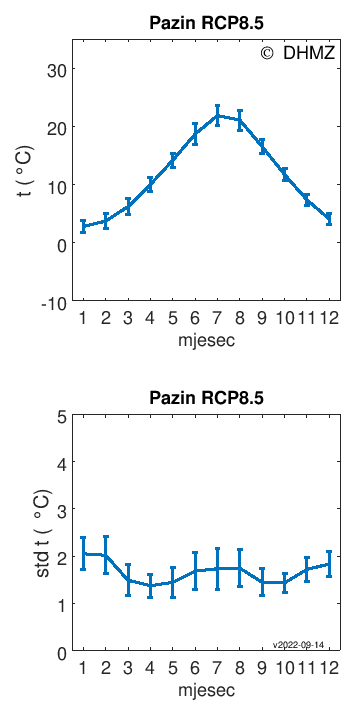 Pazin RCP8.5
© DHMZ
30
20
10
0
-10
t ( °C)
1 2 3 4 5 6 7 8 9 10 11 12
mjesec
Pazin RCP8.5
5
4
3
2
1
0
std t ( °C)
v2022-09-14
1 2 3 4 5 6 7 8 9 10 11 12
mjesec